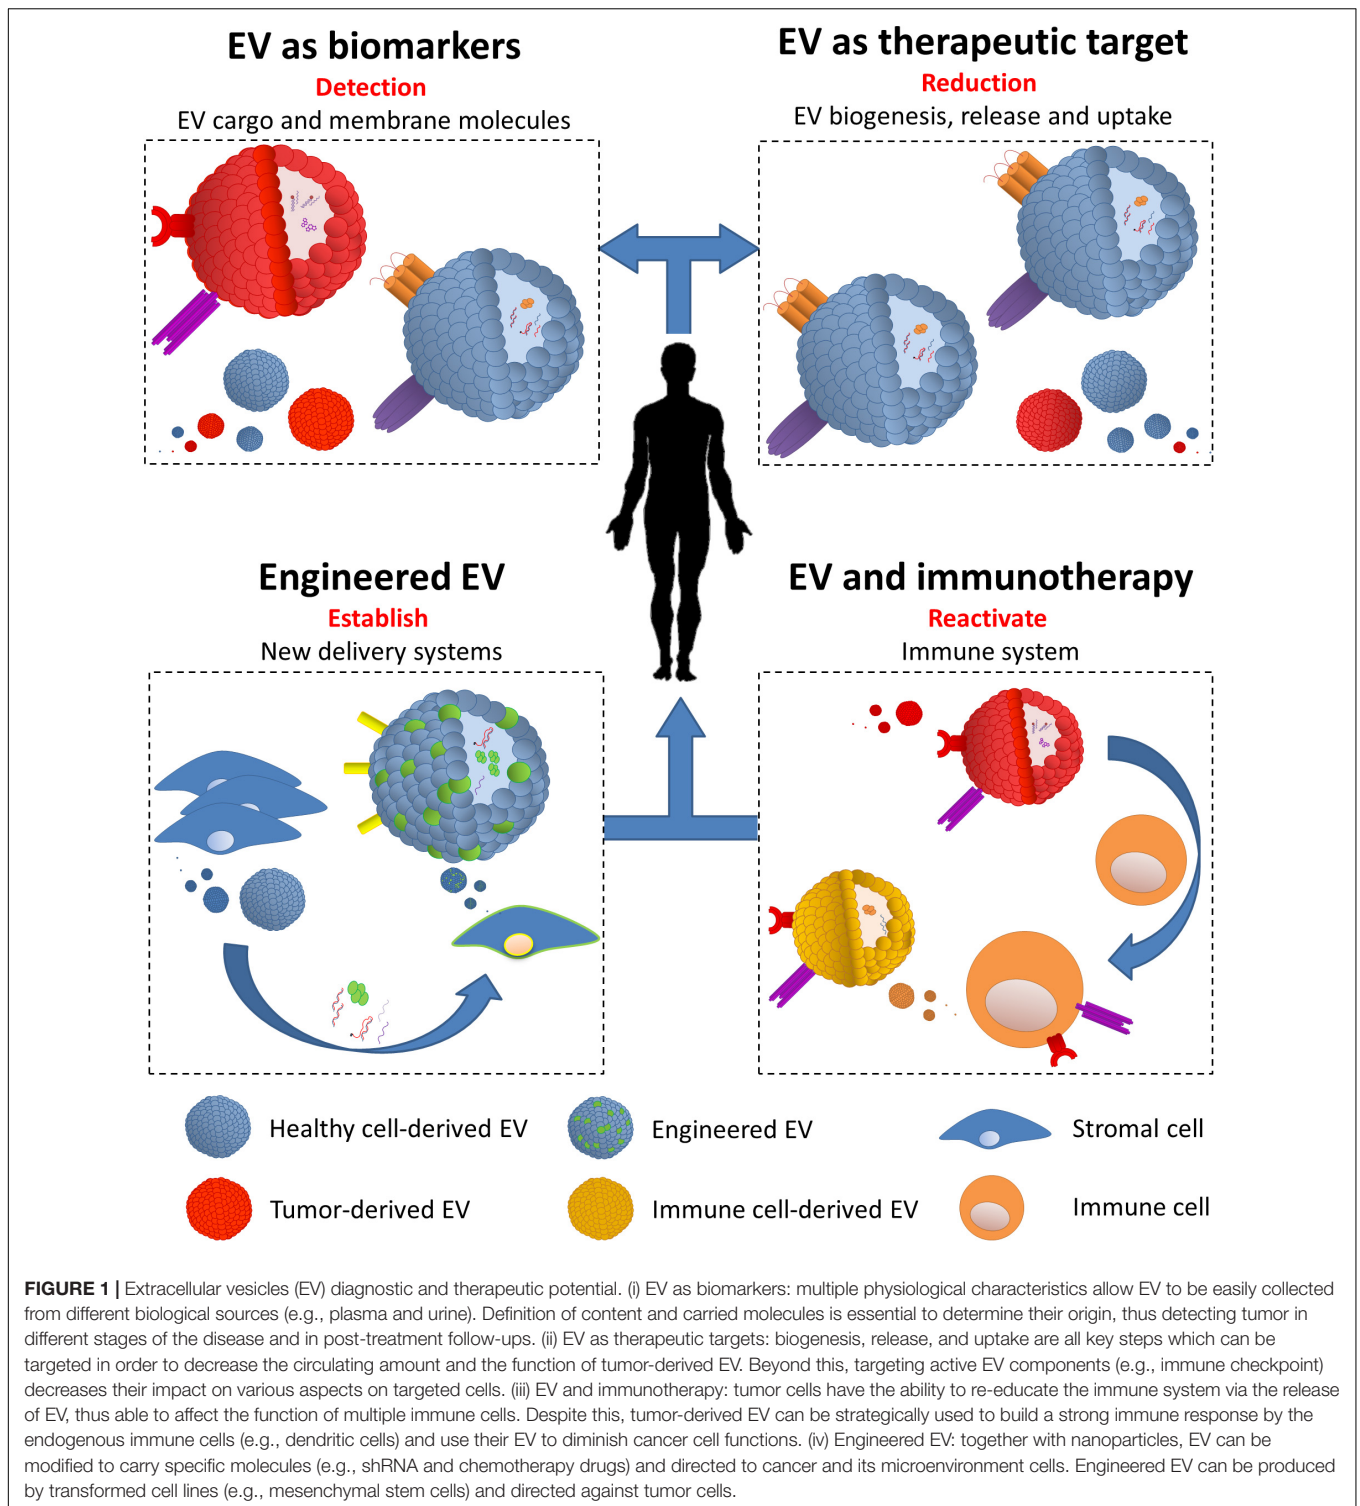 EV as biomarkers
Detection
EV cargo and membrane molecules
EV as therapeutic target
Reduction
EV biogenesis, release and uptake
Engineered EV
Establish
New delivery systems
EV and immunotherapy
Reactivate
Immune system
Healthy cell-derived EV
Engineered EV
Stromal cell
Tumor-derived EV
Immune cell-derived EV
Immune cell
FIGURE 1 | Extracellular vesicles (EV) diagnostic and therapeutic potential. (i) EV as biomarkers: multiple physiological characteristics allow EV to be easily collected
from different biological sources (e.g., plasma and urine). Definition of content and carried molecules is essential to determine their origin, thus detecting tumor in
different stages of the disease and in post-treatment follow-ups. (ii) EV as therapeutic targets: biogenesis, release, and uptake are all key steps which can be
targeted in order to decrease the circulating amount and the function of tumor-derived EV. Beyond this, targeting active EV components (e.g., immune checkpoint)
decreases their impact on various aspects on targeted cells. (iii) EV and immunotherapy: tumor cells have the ability to re-educate the immune system via the release
of EV, thus able to affect the function of multiple immune cells. Despite this, tumor-derived EV can be strategically used to build a strong immune response by the
endogenous immune cells (e.g., dendritic cells) and use their EV to diminish cancer cell functions. (iv) Engineered EV: together with nanoparticles, EV can be
modified to carry specific molecules (e.g., shRNA and chemotherapy drugs) and directed to cancer and its microenvironment cells. Engineered EV can be produced
by transformed cell lines (e.g., mesenchymal stem cells) and directed against tumor cells.